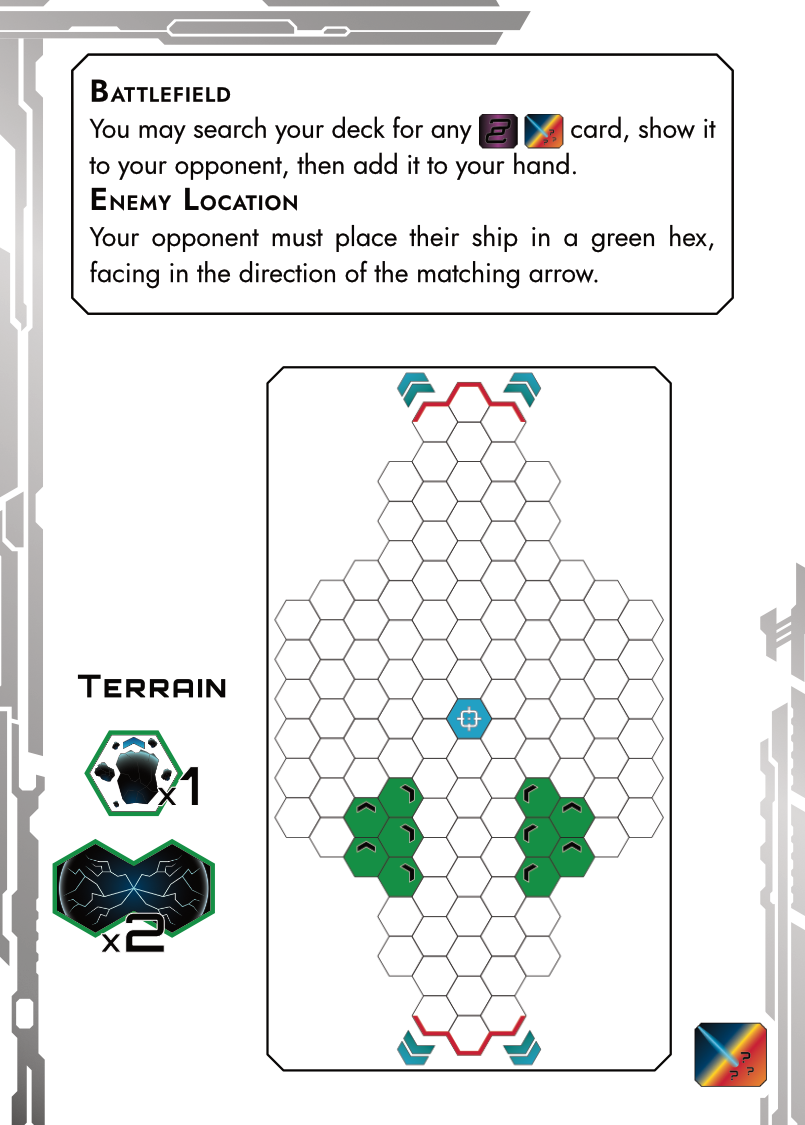 Battlefield
You may search your deck for any 2 card, show it
to your opponent, then add it to your hand.
Enemy Location
Your opponent must place their ship in a green hex,
facing in the direction of the matching arrow.
Terrain
x1
x2
? ? ?